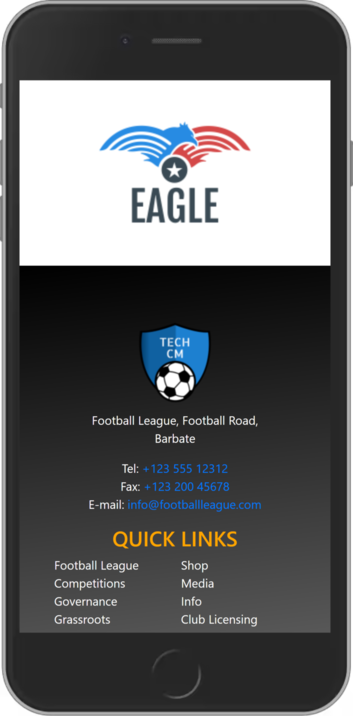 EAGLE
TECH
CM
Football League, Football Road,
Barbate
Tel: +123 555 12312
Fax: +123 200 45678
E-mail: info@footballleague.com
QUICK LINKS
Football League Shop
Competitions Media
Governance Info
Grassroots Club Licensing